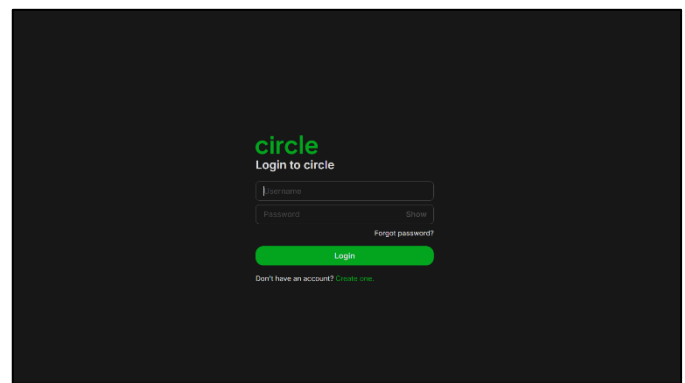 circle
Login to circle
Username
Password Show
Forgot password?
Login
Don't have an account? Create one.